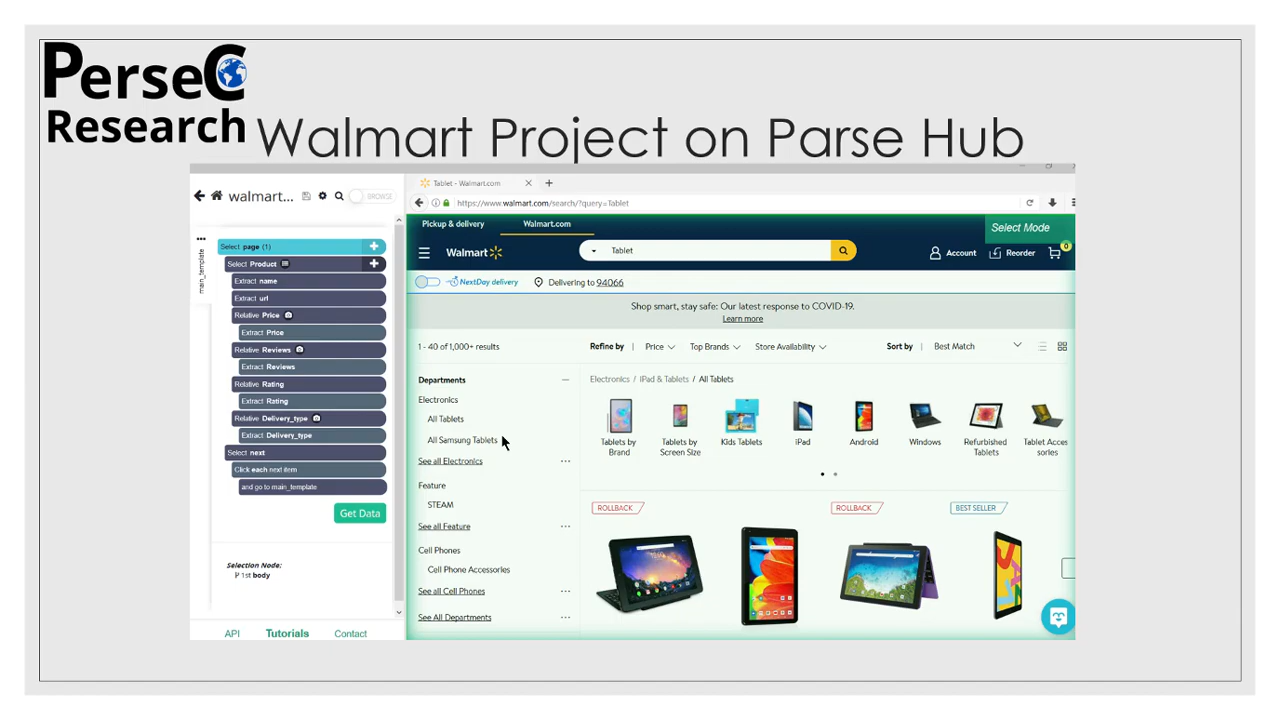 PerseC
Research
Walmart Project on Parse Hub
walmart...
BROWSE
main_template
Select page (1)
Select Product
Extract name
Extract url
Relative Price
Extract Price
Relative Reviews
Extract Reviews
Relative Rating
Extract Rating
Relative Delivery_type
Extract Delivery_type
Select next
Click each next item
and go to main_template
Get Data
Selection Node:
P 1st body
API Tutorials Contact
Tablet - Walmart.com
https://www.walmart.com/search/?query=Tablet
Pickup & delivery Walmart.com
Select Mode
Walmart
Tablet
Account Reorder 0
NextDay delivery Delivering to 94066
Shop smart, stay safe: Our latest response to COVID-19.
Learn more
1 - 40 of 1,000+ results
Refine by | Price Top Brands Store Availability
Sort by | Best Match
Departments
Electronics
All Tablets
All Samsung Tablets
See all Electronics
Feature
STEAM
See all Feature
Cell Phones
Cell Phone Accessories
See all Cell Phones
See All Departments
Electronics / iPad & Tablets / All Tablets
Tablets by
Brand
Tablets by
Screen Size
Kids Tablets
iPad
Android
Windows
Refurbished
Tablets
Tablet Acces
sories
ROLLBACK
ROLLBACK
BEST SELLER